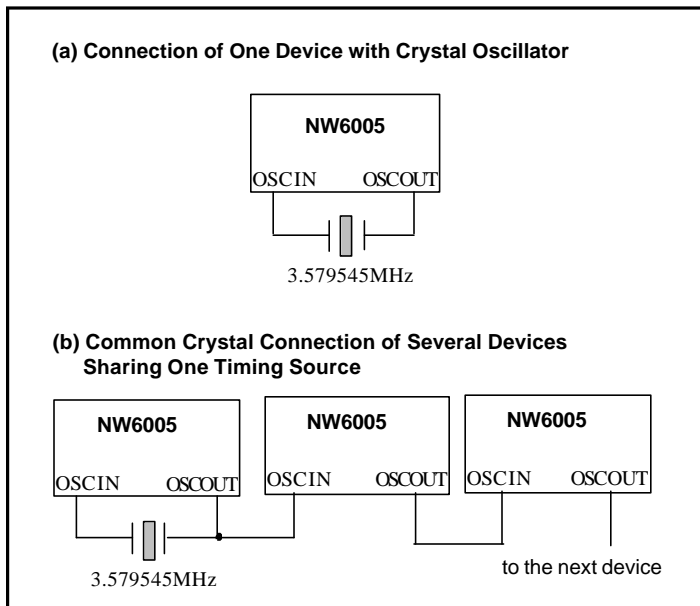 (a) Connection of One Device with Crystal Oscillator
NW6005
OSCIN OSCOUT
3.579545MHz
(b) Common Crystal Connection of Several Devices
Sharing One Timing Source
NW6005 NW6005 NW6005
OSCIN OSCOUT OSCIN OSCOUT OSCIN OSCOUT
3.579545MHz
to the next device